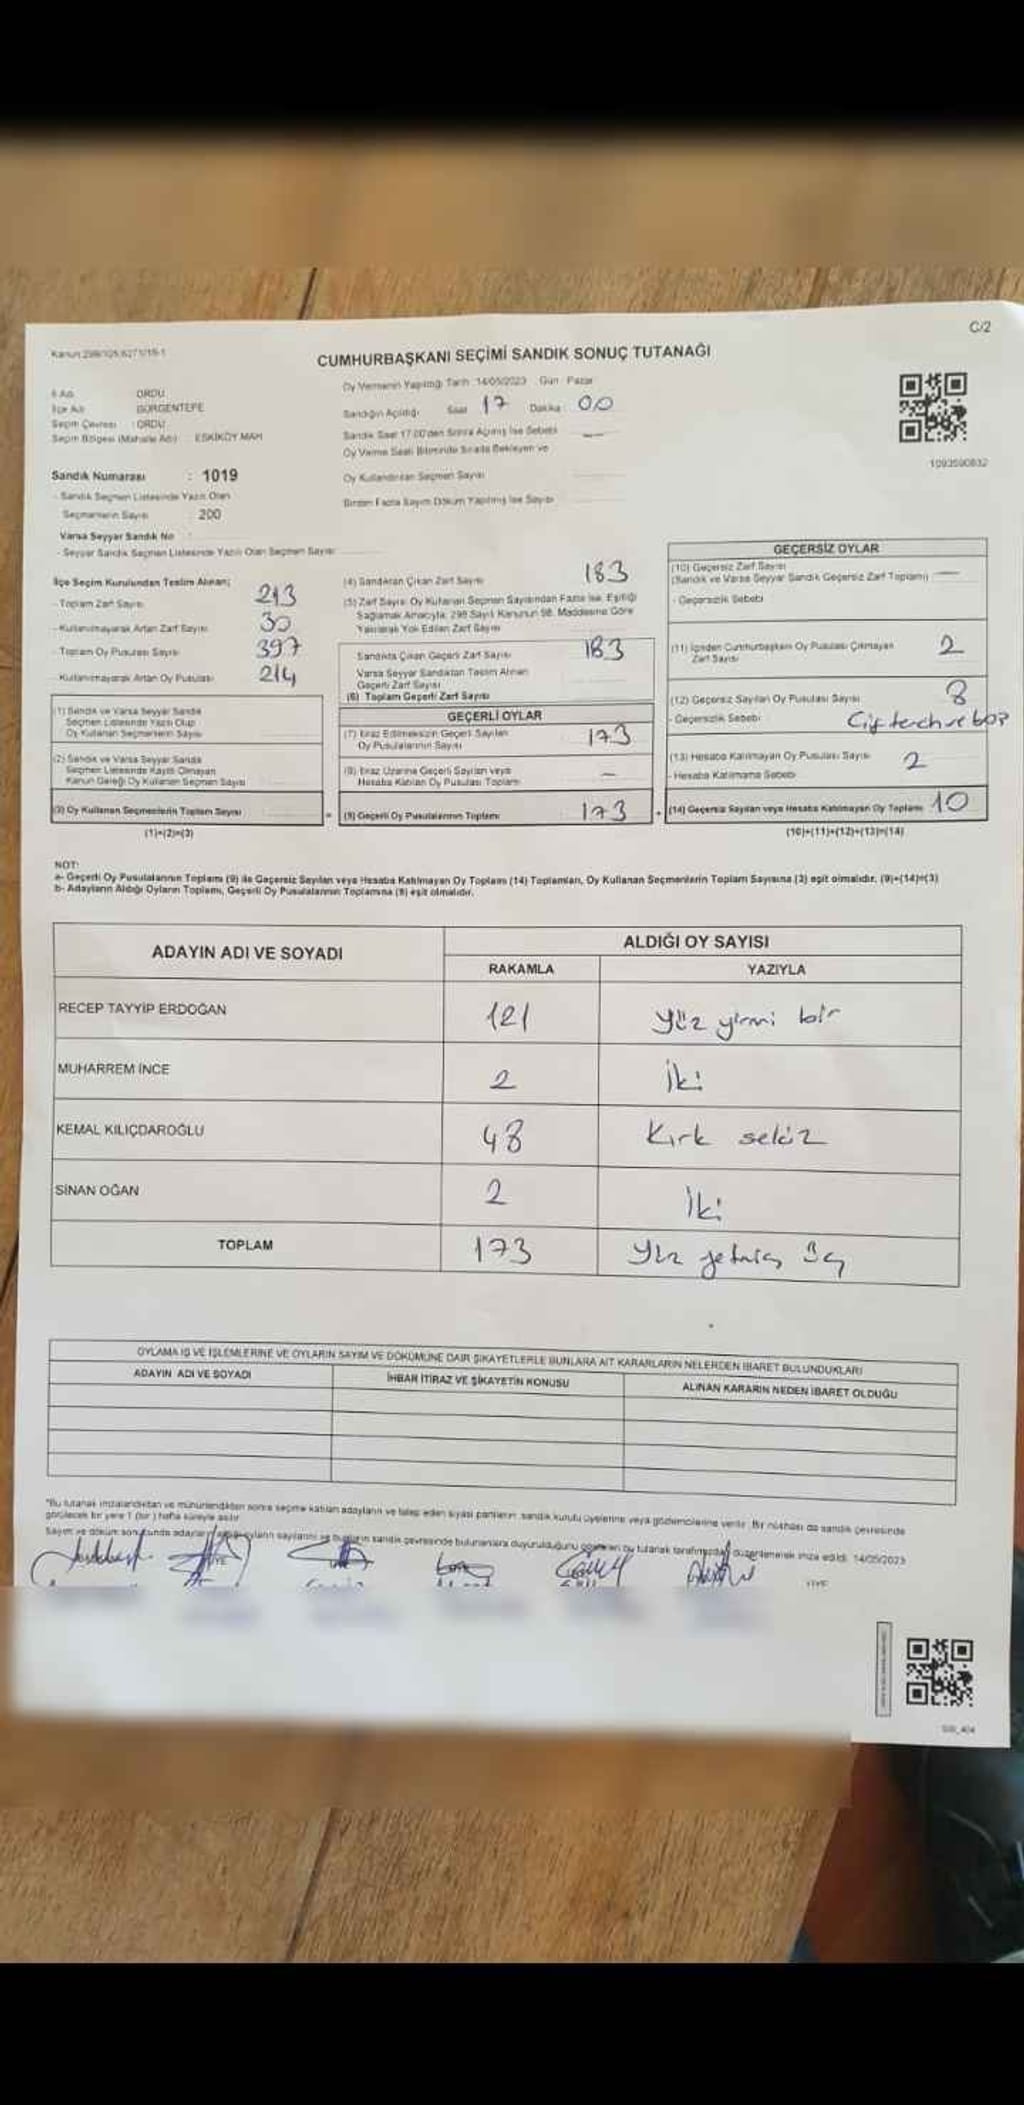 C/2
Kanun:298/105,6271/19-1
CUMHURBAŞKANI SEÇİMİ SANDIK SONUÇ TUTANAĞI
İl Adı : ORDU
İlçe Adı : GÜRGENTEPE
Seçim Çevresi : ORDU
Seçim Bölgesi (Mahalle Adı) : ESKİKÖY MAH.
Sandık Numarası : 1019
- Sandık Seçmen Listesinde Yazılı Olan
Seçmenlerin Sayısı : 200
Varsa Seyyar Sandık No
- Seyyar Sandık Seçmen Listesinde Yazılı Olan Seçmen Sayısı
Oy Vermenin Yapıldığı Tarih :14/05/2023 Gün : Pazar
Sandığın Açıldığı Saat 17 Dakika 00
Sandık Saat 17.00'den Sonra Açılmış İse Sebebi —
Oy Verme Saati Bitiminde Sırada Bekleyen ve
Oy Kullandırılan Seçmen Sayısı
Birden Fazla Sayım Döküm Yapılmış İse Sayısı
1093590832
İlçe Seçim Kurulundan Teslim Alınan;
- Toplam Zarf Sayısı 213
- Kullanılmayarak Artan Zarf Sayısı 30
- Toplam Oy Pusulası Sayısı 397
- Kullanılmayarak Artan Oy Pusulası 214
(1) Sandık ve Varsa Seyyar Sandık
Seçmen Listesinde Yazılı Olup
Oy Kullanan Seçmenlerin Sayısı
(2) Sandık ve Varsa Seyyar Sandık
Seçmen Listesinde Kayıtlı Olmayan
Kanun Gereği Oy Kullanan Seçmen Sayısı
(3) Oy Kullanan Seçmenlerin Toplam Sayısı
(1)+(2)=(3)
(4) Sandıktan Çıkan Zarf Sayısı 183
(5) Zarf Sayısı Oy Kullanan Seçmen Sayısından Fazla İse, Eşitliği
Sağlamak Amacıyla, 298 Sayılı Kanunun 98. Maddesine Göre
Yakılarak Yok Edilen Zarf Sayısı
Sandıkta Çıkan Geçerli Zarf Sayısı 183
Varsa Seyyar Sandıktan Teslim Alınan
Geçerli Zarf Sayısı
(6) Toplam Geçerli Zarf Sayısı
GEÇERLİ OYLAR
(7) İtiraz Edilmeksizin Geçerli Sayılan
Oy Pusulalarının Sayısı 173
(8) İtiraz Üzerine Geçerli Sayılan veya
Hesaba Katılan Oy Pusulası Toplamı —
(9) Geçerli Oy Pusulalarının Toplamı 173
GEÇERSİZ OYLAR
(10) Geçersiz Zarf Sayısı
(Sandık ve Varsa Seyyar Sandık Geçersiz Zarf Toplamı) —
- Geçersizlik Sebebi
(11) İçinden Cumhurbaşkanı Oy Pusulası Çıkmayan
Zarf Sayısı 2
(12) Geçersiz Sayılan Oy Pusulası Sayısı 8
- Geçersizlik Sebebi
(13) Hesaba Katılmayan Oy Pusulası Sayısı 2
- Hesaba Katılmama Sebebi
(14) Geçersiz Sayılan veya Hesaba Katılmayan Oy Toplamı 10
(10)+(11)+(12)+(13)=(14)
NOT:
a- Geçerli Oy Pusulalarının Toplamı (9) ile Geçersiz Sayılan veya Hesaba Katılmayan Oy Toplamı (14) Toplamları, Oy Kullanan Seçmenlerin Toplam Sayısına (3) eşit olmalıdır. (9)+(14)=(3)
b- Adayların Aldığı Oyların Toplamı, Geçerli Oy Pusulalarının Toplamına (9) eşit olmalıdır.
ADAYIN ADI VE SOYADI ALDIĞI OY SAYISI
RAKAMLA YAZIYLA
RECEP TAYYİP ERDOĞAN 121 Yüz yirmi bir
MUHARREM İNCE 2 İki
KEMAL KILIÇDAROĞLU 48 Kırk sekiz
SİNAN OĞAN 2 İki
TOPLAM 173 Yüz yetmiş üç
OYLAMA İŞ VE İŞLEMLERİNE VE OYLARIN SAYIM VE DÖKÜMÜNE DAİR ŞİKAYETLERLE BUNLARA AİT KARARLARIN NELERDEN İBARET BULUNDUKLARI
ADAYIN ADI VE SOYADI İHBAR İTİRAZ VE ŞİKAYETİN KONUSU ALINAN KARARIN NEDEN İBARET OLDUĞU
*Bu tutanak imzalandıktan ve mühürlendikten sonra seçime katılan adayların ve talep eden siyasi partilerin sandık kurulu üyelerine veya gözlemcilerine verilir. Bir nüshası da sandık çevresinde
görülecek bir yere 1 (bir) hafta süreyle asılır.
Sayım ve döküm sonucunda adayların aldığı oyların sayılarını ve bunların sandık çevresinde bulunanlara duyurulduğunu gösteren bu tutanak tarafımızdan düzenlenerek imza edildi. 14/05/2023
ÜYE
ÜYE